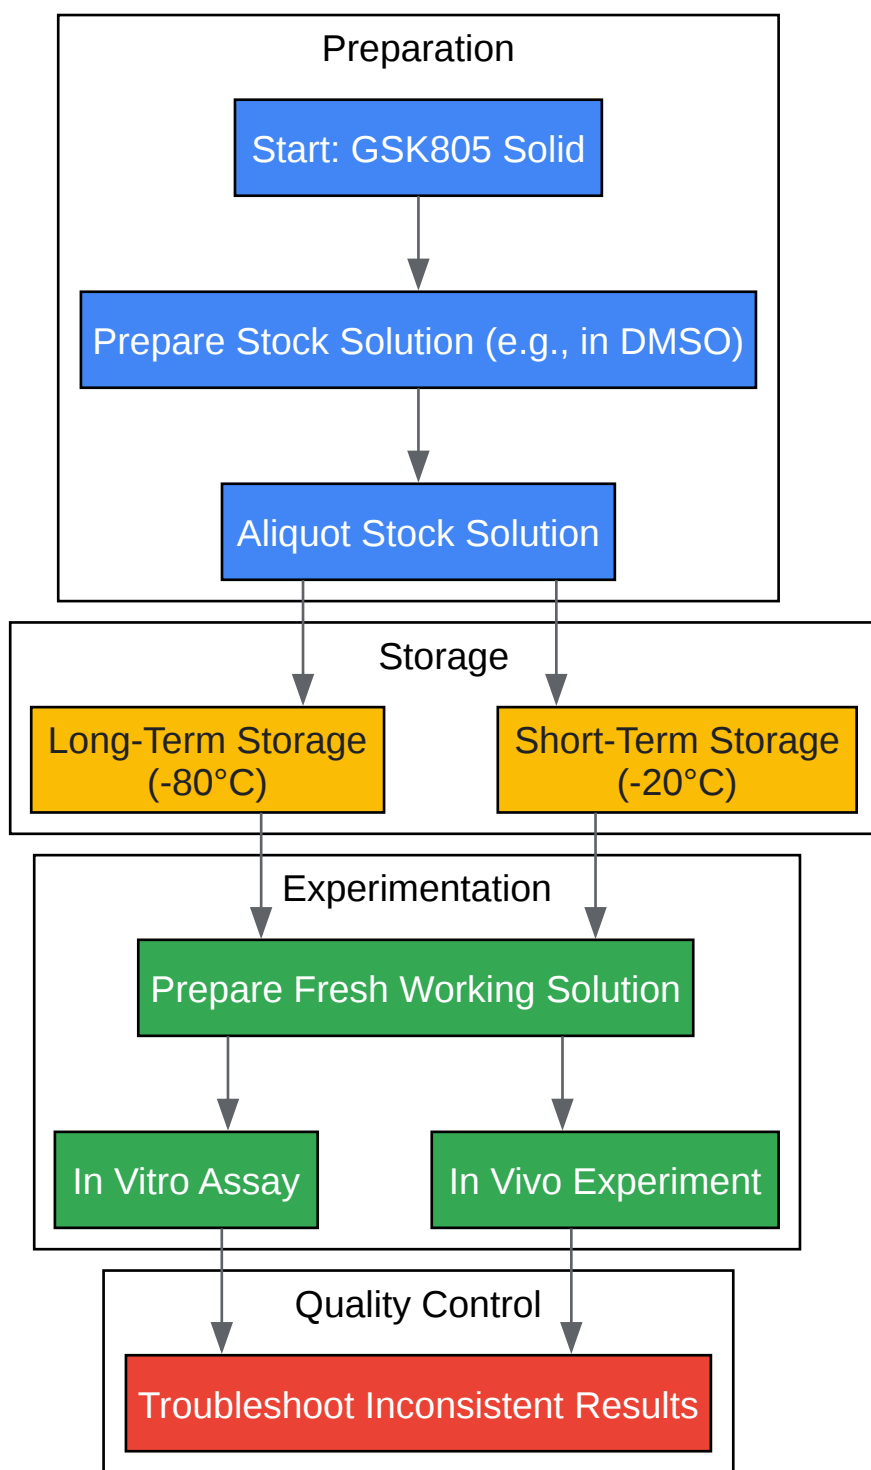 Preparation
Start: GSK805 Solid
Prepare Stock Solution (e.g., in DMSO)
Aliquot Stock Solution
Storage
Long-Term Storage
(-80°C)
Short-Term Storage
(-20°C)
Experimentation
Prepare Fresh Working Solution
In Vitro Assay
In Vivo Experiment
Quality Control
Troubleshoot Inconsistent Results